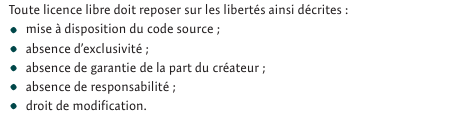 Toute licence libre doit reposer sur les libertés ainsi décrites :
• mise à disposition du code source ;
• absence d'exclusivité ;
• absence de garantie de la part du créateur ;
• absence de responsabilité ;
• droit de modification.